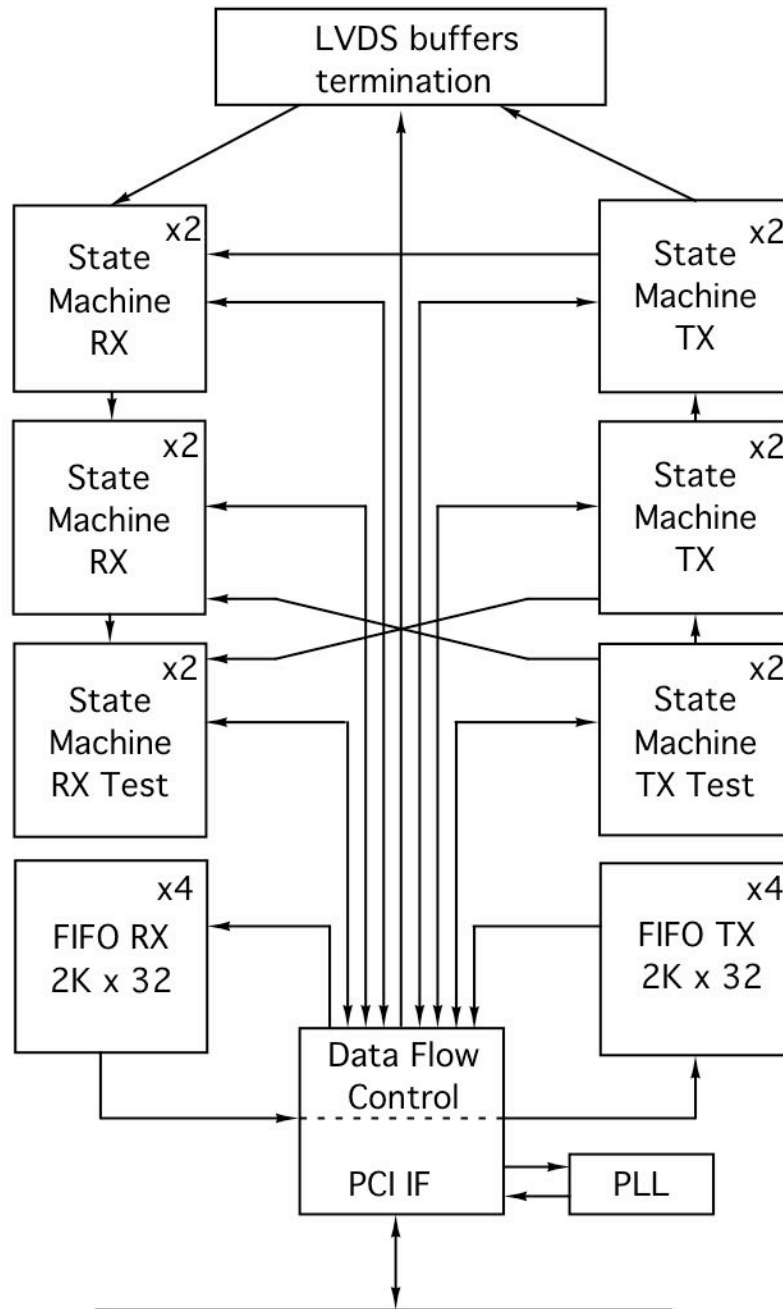 LVDS buffers
termination
x2
State
Machine
RX
x2
State
Machine
TX
x2
State
Machine
RX
x2
State
Machine
TX
x2
State
Machine
RX Test
x2
State
Machine
TX Test
x4
FIFO RX
2K x 32
x4
FIFO TX
2K x 32
Data Flow
Control
PCI IF
PLL